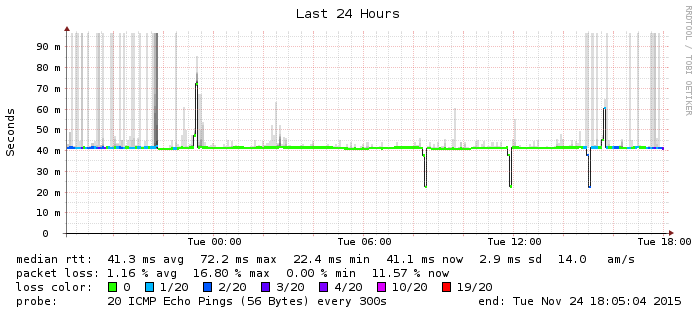 Last 24 Hours
RRDTOOL / TOBI OETIKER
Seconds
90 m
80 m
70 m
60 m
50 m
40 m
30 m
20 m
10 m
0
Tue 00:00 Tue 06:00 Tue 12:00 Tue 18:00
median rtt: 41.3 ms avg 72.2 ms max 22.4 ms min 41.1 ms now 2.9 ms sd 14.0 am/s
packet loss: 1.16 % avg 16.80 % max 0.00 % min 11.57 % now
loss color: 0 1/20 2/20 3/20 4/20 10/20 19/20
probe: 20 ICMP Echo Pings (56 Bytes) every 300s end: Tue Nov 24 18:05:04 2015